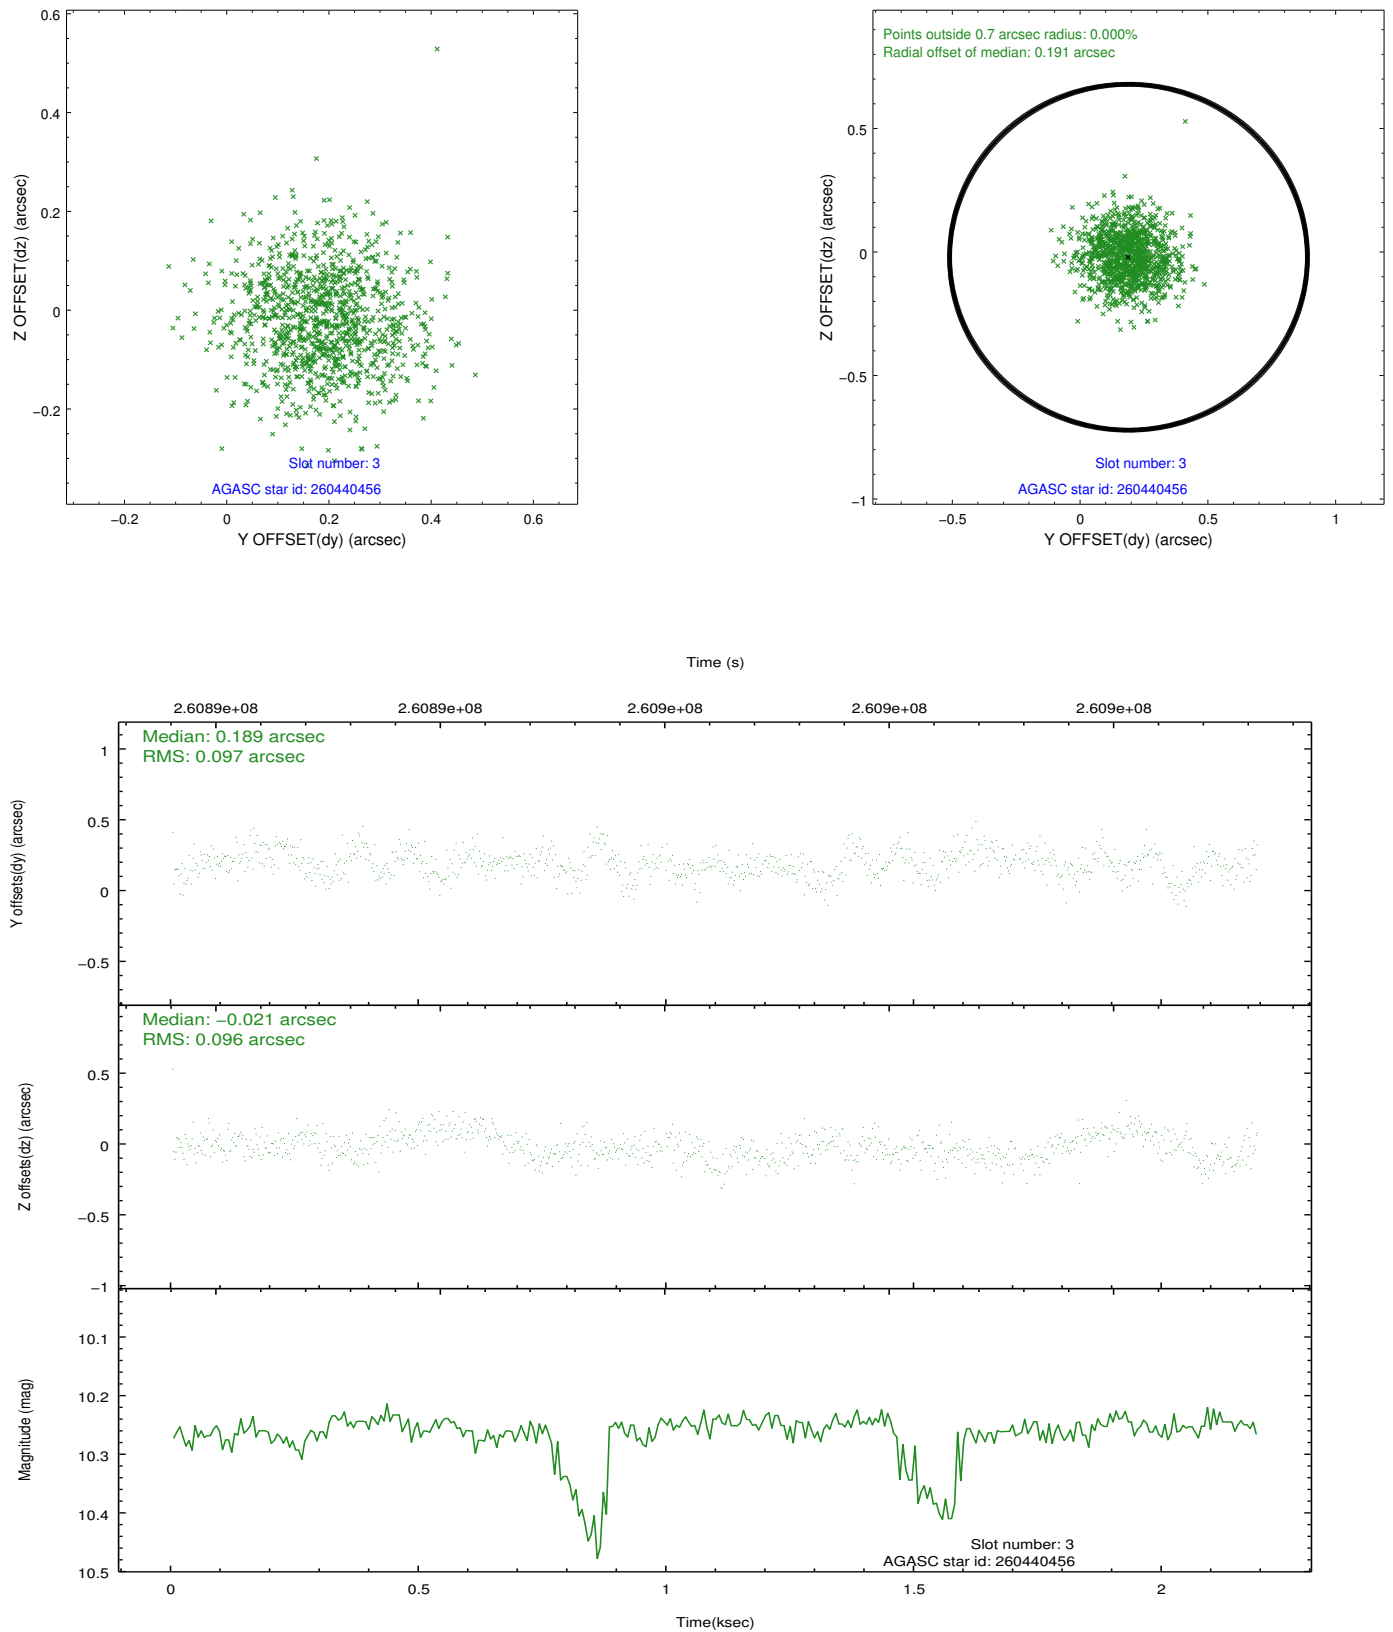 0.6
0.4
0.2
0
−0.2
Z OFFSET(dz) (arcsec)
Slot number: 3
AGASC star id: 260440456
−0.2 0 0.2 0.4 0.6
Y OFFSET(dy) (arcsec)
Points outside 0.7 arcsec radius: 0.000%
Radial offset of median: 0.191 arcsec
0.5
0
−0.5
−1
Z OFFSET(dz) (arcsec)
Slot number: 3
AGASC star id: 260440456
−0.5 0 0.5 1
Y OFFSET(dy) (arcsec)
Time (s)
2.6089e+08 2.6089e+08 2.609e+08 2.609e+08 2.609e+08
Median: 0.189 arcsec
RMS: 0.097 arcsec
1
0.5
0
−0.5
Y offsets(dy) (arcsec)
Median: −0.021 arcsec
RMS: 0.096 arcsec
0.5
0
−0.5
−1
Z offsets(dz) (arcsec)
10.1
10.2
10.3
10.4
10.5
Magnitude (mag)
Slot number: 3
AGASC star id: 260440456
0 0.5 1 1.5 2
Time(ksec)